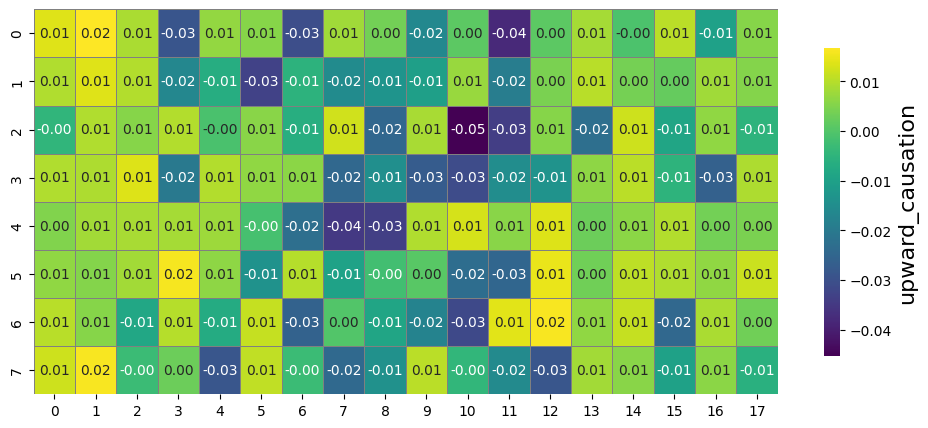 0 0.01 0.02 0.01 -0.03 0.01 0.01 -0.03 0.01 0.00 -0.02 0.00 -0.04 0.00 0.01 -0.00 0.01 -0.01 0.01
1 0.01 0.01 0.01 -0.02 -0.01 -0.03 -0.01 -0.02 -0.01 -0.01 0.01 -0.02 0.00 0.01 0.00 0.00 0.01 0.01
2 -0.00 0.01 0.01 0.01 -0.00 0.01 -0.01 0.01 -0.02 0.01 -0.05 -0.03 0.01 -0.02 0.01 -0.01 0.01 -0.01
3 0.01 0.01 0.01 -0.02 0.01 0.01 0.01 -0.02 -0.01 -0.03 -0.03 -0.02 -0.01 0.01 0.01 -0.01 -0.03 0.01
4 0.00 0.01 0.01 0.01 0.01 -0.00 -0.02 -0.04 -0.03 0.01 0.01 0.01 0.01 0.00 0.01 0.01 0.00 0.00
5 0.01 0.01 0.01 0.02 0.01 -0.01 0.01 -0.01 -0.00 0.00 -0.02 -0.03 0.01 0.00 0.01 0.01 0.01 0.01
6 0.01 0.01 -0.01 0.01 -0.01 0.01 -0.03 0.00 -0.01 -0.02 -0.03 0.01 0.02 0.01 0.01 -0.02 0.01 0.00
7 0.01 0.02 -0.00 0.00 -0.03 0.01 -0.00 -0.02 -0.01 0.01 -0.00 -0.02 -0.03 0.01 0.01 -0.01 0.01 -0.01
0 1 2 3 4 5 6 7 8 9 10 11 12 13 14 15 16 17
0.01
0.00
−0.01
−0.02
−0.03
−0.04
upward_causation